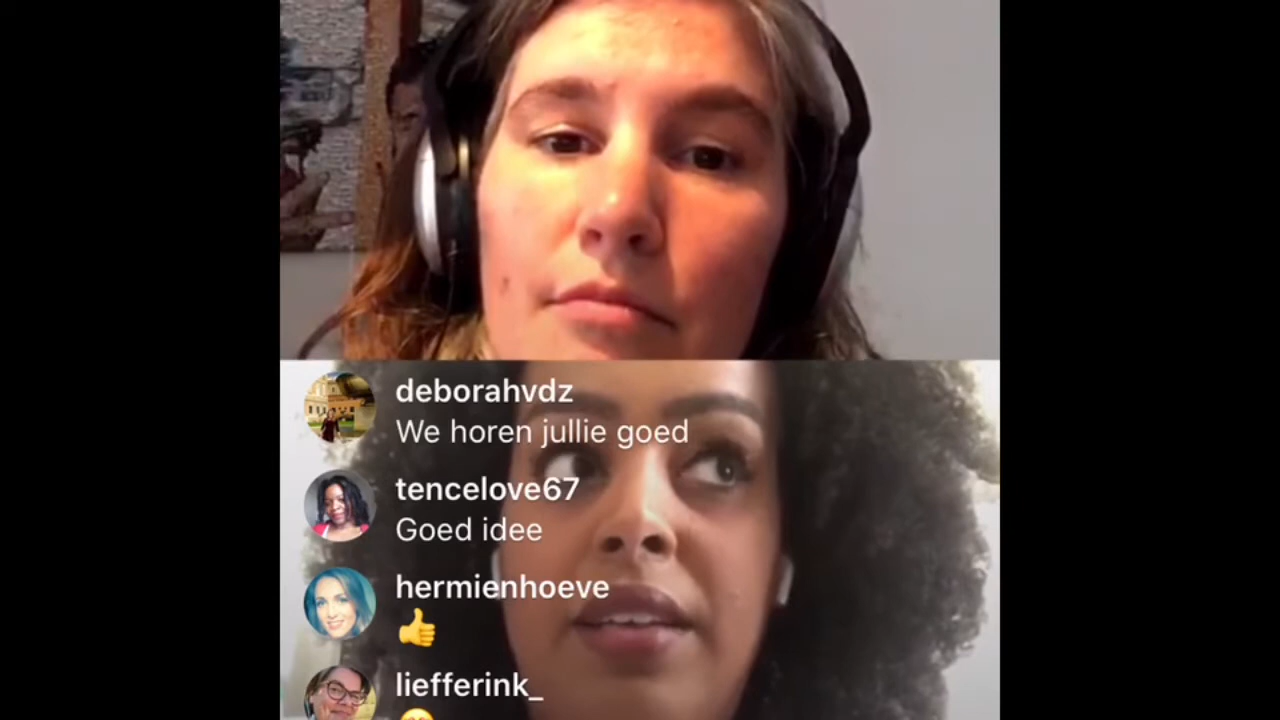 deborahvdz
We horen jullie goed
tencelove67
Goed idee
hermienhoeve
👍
liefferink_